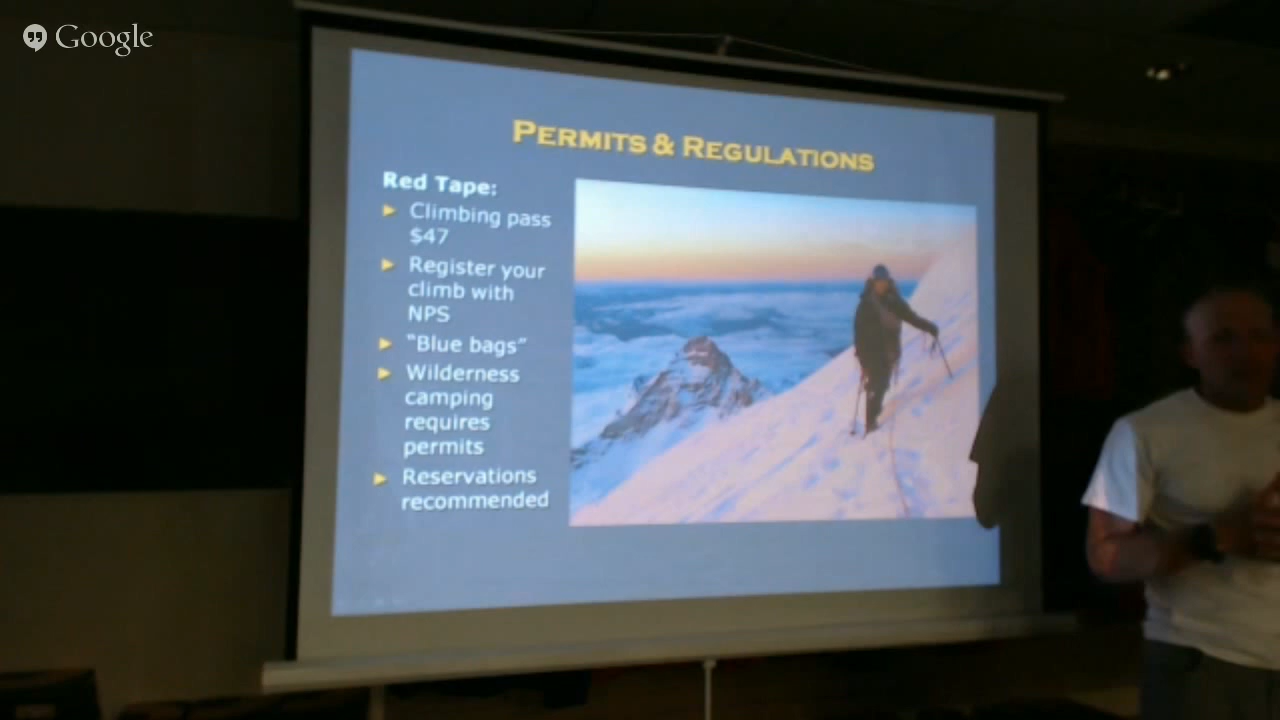 Google
PERMITS & REGULATIONS
Red Tape:
Climbing pass
$47
Register your
climb with
NPS
"Blue bags"
Wilderness
camping
requires
permits
Reservations
recommended